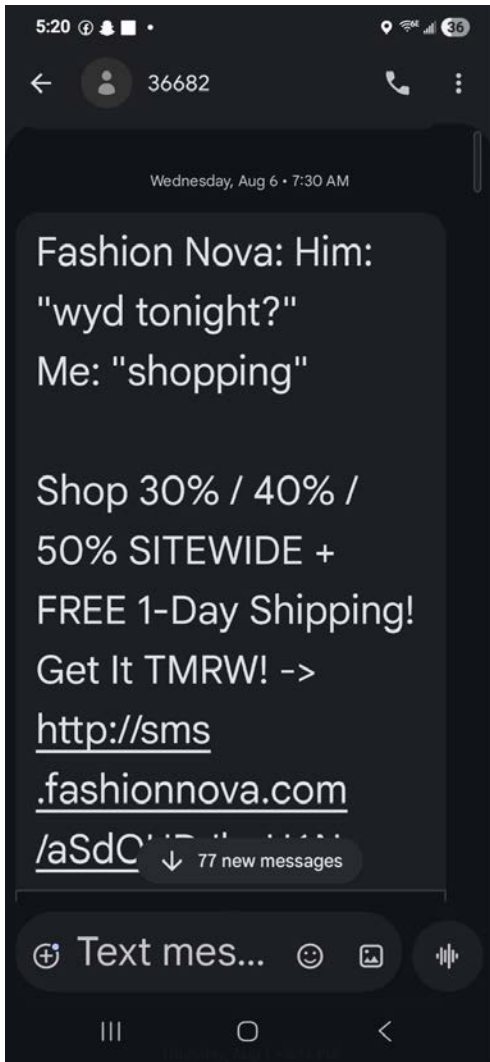 5:20
36
36682
Wednesday, Aug 6 • 7:30 AM
Fashion Nova: Him:
"wyd tonight?"
Me: "shopping"
Shop 30% / 40% /
50% SITEWIDE +
FREE 1-Day Shipping!
Get It TMRW! ->
http://sms
.fashionnova.com
77 new messages
Text mes...